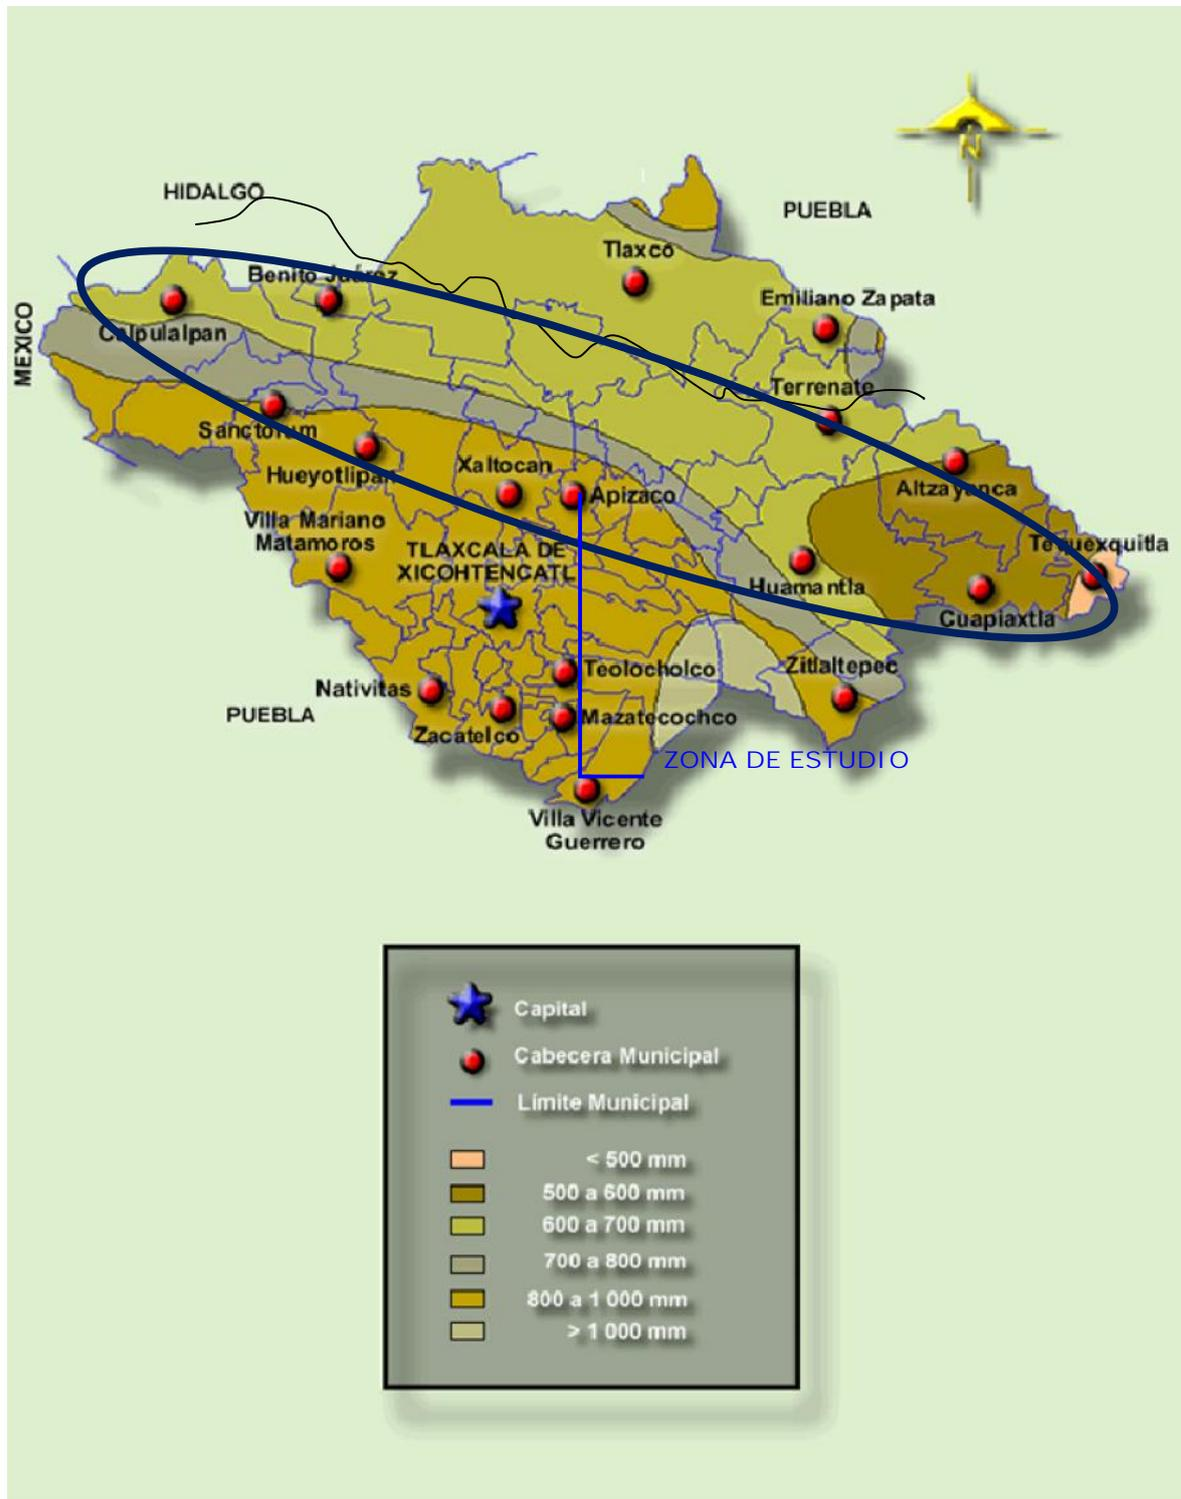 N
HIDALGO
PUEBLA
Tlaxco
Benito Juárez
Emiliano Zapata
MEXICO
Calpulalpan
Terrenate
Sanctorum
Hueyotlipan
Xaltocan
Apizaco
Altzayanca
Villa Mariano
Matamoros
TLAXCALA DE
XICOHTENCATL
Tequexquitla
Huamantla
Cuapiaxtla
Teolocholco
Zitlaltepec
Nativitas
PUEBLA
Mazatecochco
Zacatelco
ZONA DE ESTUDIO
Villa Vicente
Guerrero
Capital
Cabecera Municipal
Límite Municipal
< 500 mm
500 a 600 mm
600 a 700 mm
700 a 800 mm
800 a 1 000 mm
> 1 000 mm